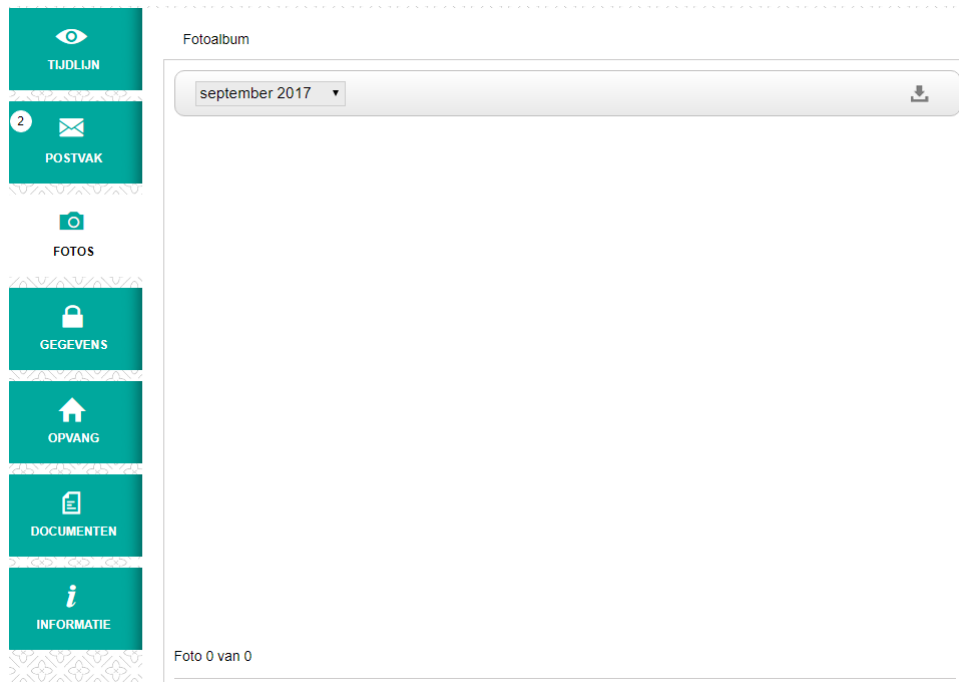 TIJDLIJN
2
POSTVAK
FOTOS
GEGEVENS
OPVANG
DOCUMENTEN
i
INFORMATIE
Fotoalbum
september 2017
Foto 0 van 0